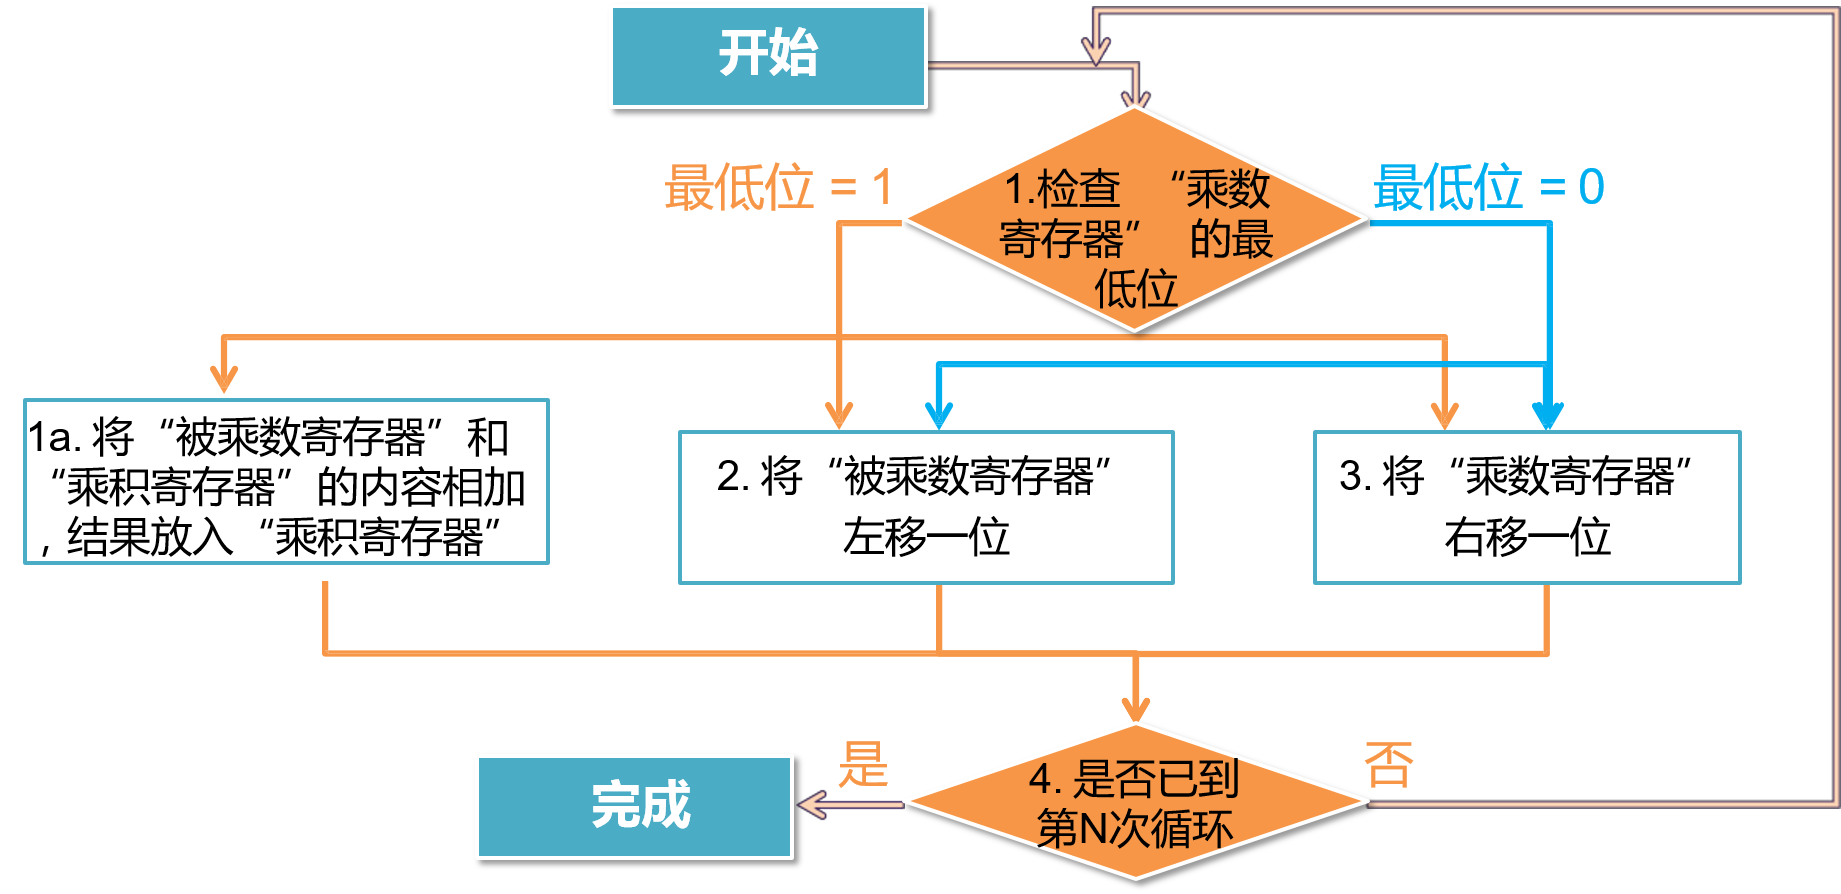 开始
最低位 = 1
最低位 = 0
1.检查 “乘数
寄存器” 的最
低位
1a. 将“被乘数寄存器”和
“乘积寄存器”的内容相加
，结果放入“乘积寄存器”
2. 将“被乘数寄存器”
左移一位
3. 将“乘数寄存器”
右移一位
是
否
4. 是否已到
第N次循环
完成